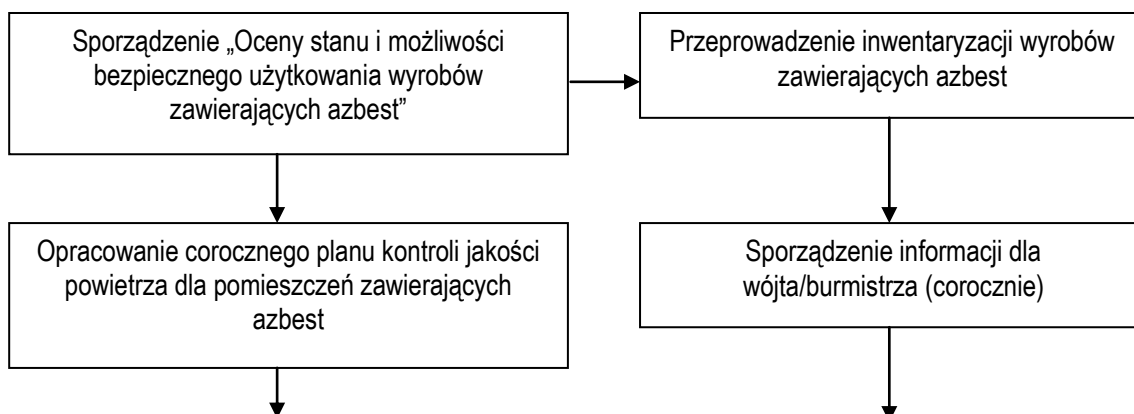 Sporządzenie „Oceny stanu i możliwości
bezpiecznego użytkowania wyrobów
zawierających azbest”
Przeprowadzenie inwentaryzacji wyrobów
zawierających azbest
Opracowanie corocznego planu kontroli jakości
powietrza dla pomieszczeń zawierających
azbest
Sporządzenie informacji dla
wójta/burmistrza (corocznie)